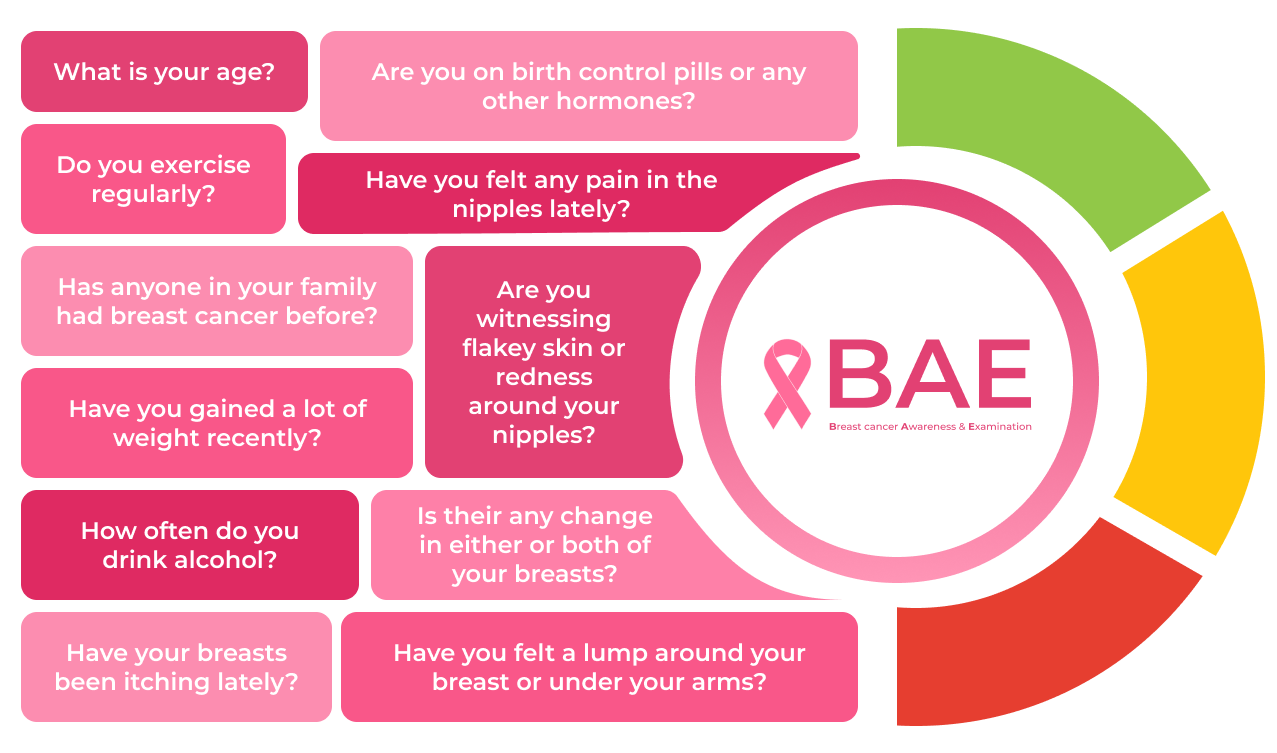 What is your age?
Are you on birth control pills or any
other hormones?
Do you exercise
regularly?
Have you felt any pain in the
nipples lately?
Has anyone in your family
had breast cancer before?
Are you
witnessing
flakey skin or
redness
around your
nipples?
Have you gained a lot of
weight recently?
How often do you
drink alcohol?
Is their any change
in either or both of
your breasts?
Have your breasts
been itching lately?
Have you felt a lump around your
breast or under your arms?
BAE
Breast cancer Awareness & Examination